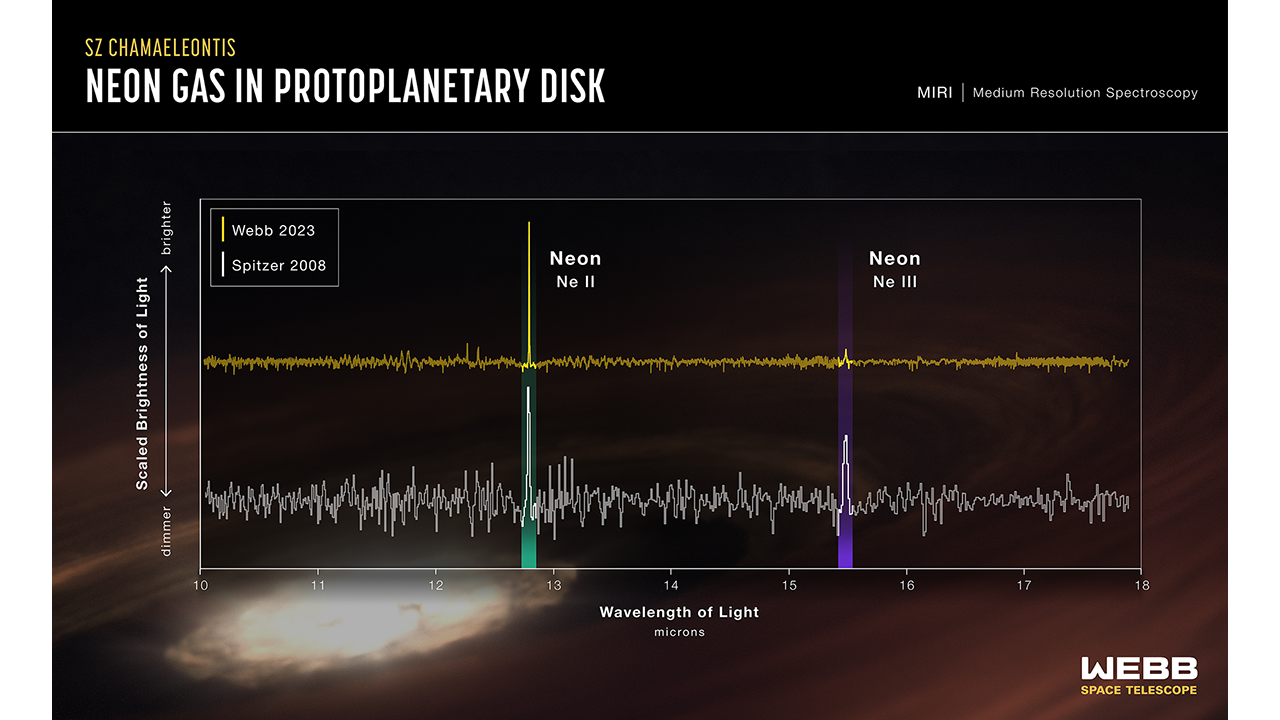 SZ CHAMAELEONTIS
NEON GAS IN PROTOPLANETARY DISK
MIRI | Medium Resolution Spectroscopy
brighter
Scaled Brightness of Light
dimmer
Webb 2023
Spitzer 2008
Neon
Ne II
Neon
Ne III
10 11 12 13 14 15 16 17 18
Wavelength of Light
microns
WEBB
SPACE TELESCOPE